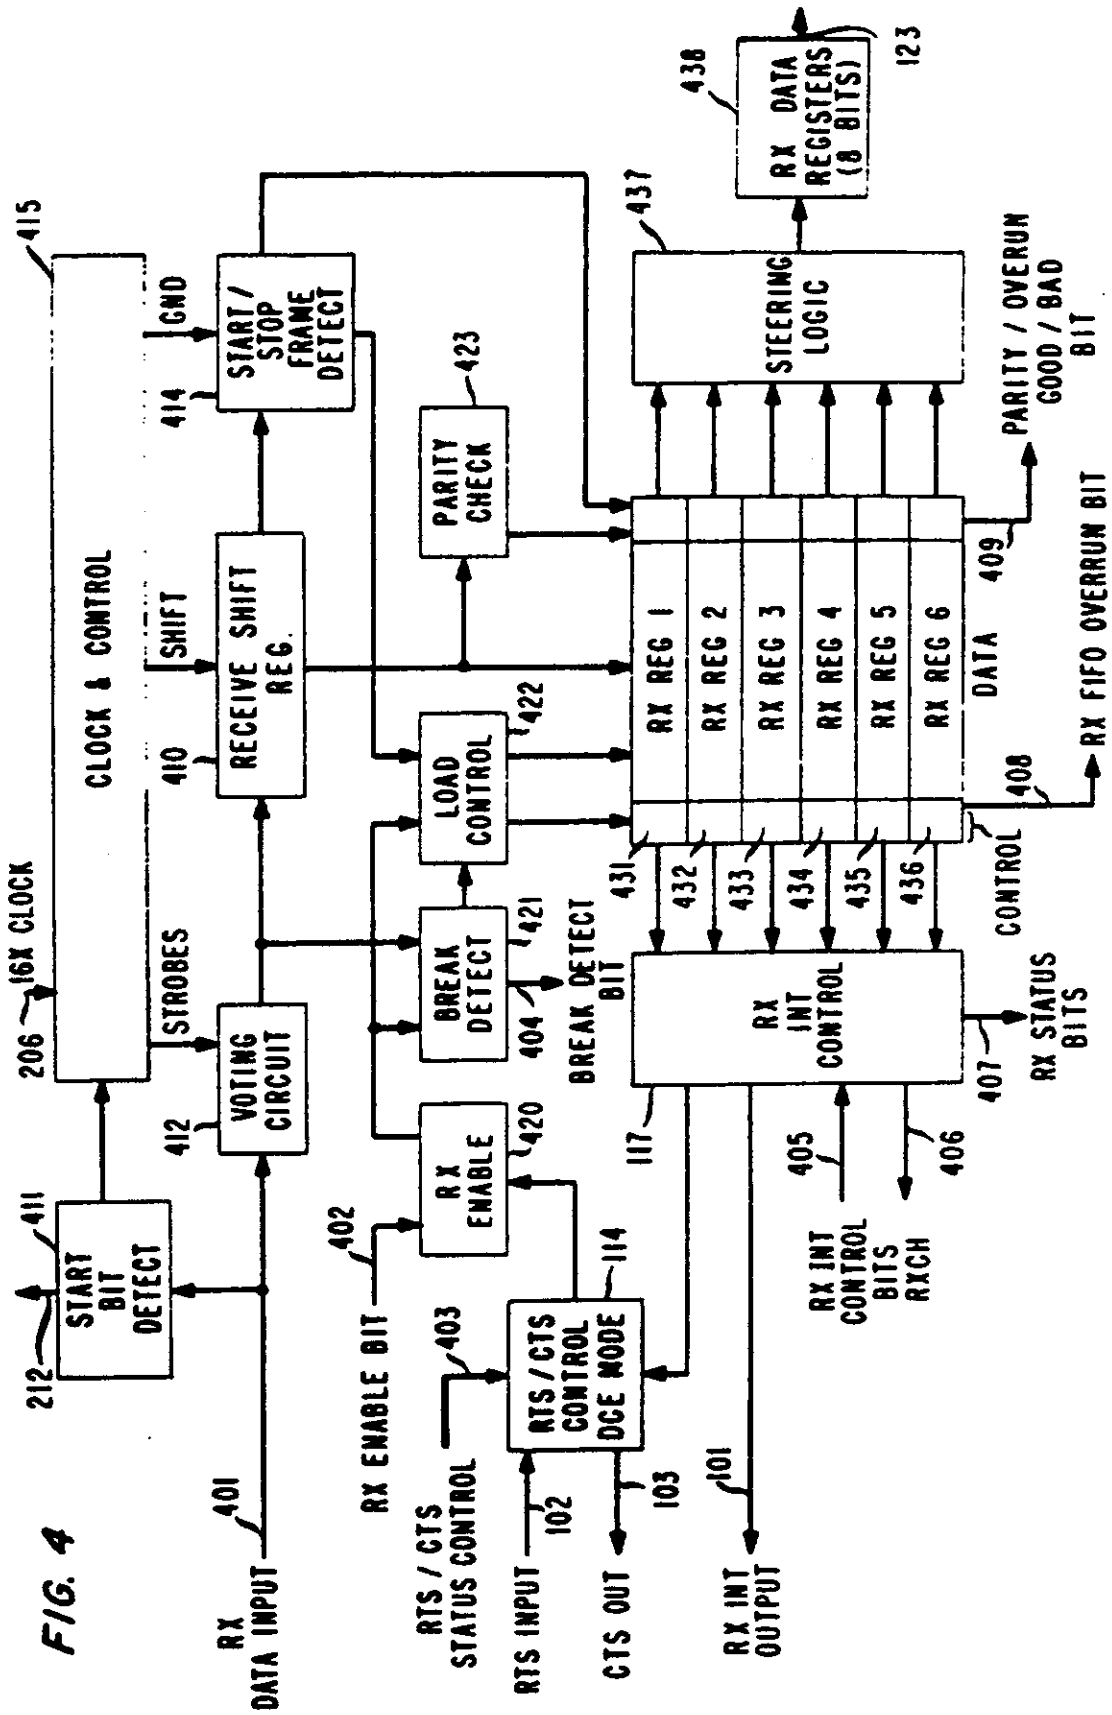 FIG. 4
RX
DATA INPUT
401
212
411
START
BIT
DETECT
206
16X CLOCK
CLOCK & CONTROL
415
STROBES
SHIFT
GND
412
VOTING
CIRCUIT
410
RECEIVE SHIFT
REG.
414
START/
STOP
FRAME
DETECT
RX ENABLE BIT
402
RX
ENABLE
420
BREAK
DETECT
421
404
BREAK DETECT
BIT
LOAD
CONTROL
422
PARITY
CHECK
423
RTS / CTS
STATUS CONTROL
403
RTS INPUT
102
RTS / CTS
CONTROL
DCE MODE
114
CTS OUT
103
RX INT
OUTPUT
101
117
RX
INT
CONTROL
RX INT
CONTROL
BITS
405
RXCH
406
407
RX STATUS
BITS
431
432
433
434
435
436
CONTROL
RX REG 1
RX REG 2
RX REG 3
RX REG 4
RX REG 5
RX REG 6
DATA
408
RX FIFO OVERRUN BIT
409
PARITY / OVERUN
GOOD / BAD
BIT
437
STEERING
LOGIC
438
RX DATA
REGISTERS
(8 BITS)
123